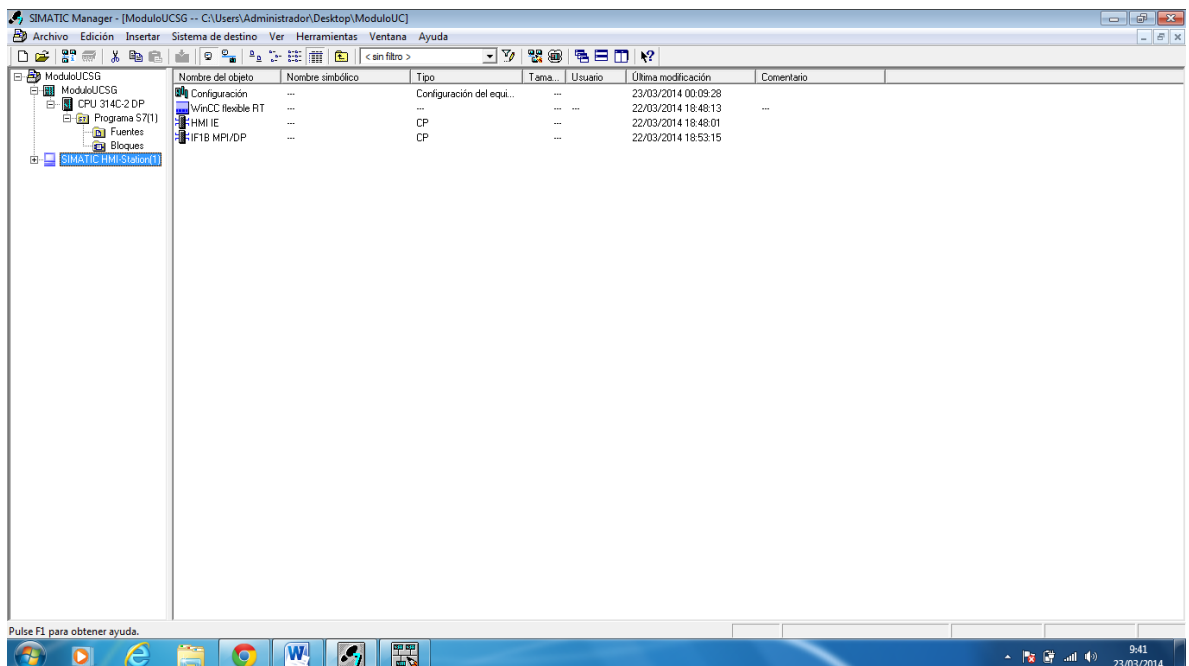 SIMATIC Manager - [ModuloUCSG -- C:\Users\Administrador\Desktop\ModuloUC]
Archivo Edición Insertar Sistema de destino Ver Herramientas Ventana Ayuda
< sin filtro >
ModuloUCSG
ModuloUCSG
CPU 314C-2 DP
Programa S7(1)
Fuentes
Bloques
SIMATIC HMI-Station(1)
Nombre del objeto Nombre simbólico Tipo Tama... Usuario Última modificación Comentario
Configuración --- Configuración del equi... --- 23/03/2014 00:09:28
WinCC flexible RT --- --- --- --- 22/03/2014 18:48:13 ---
HMI IE --- CP --- 22/03/2014 18:48:01
IF1B MPI/DP --- CP --- 22/03/2014 18:53:15
Pulse F1 para obtener ayuda.
9:41
23/03/2014